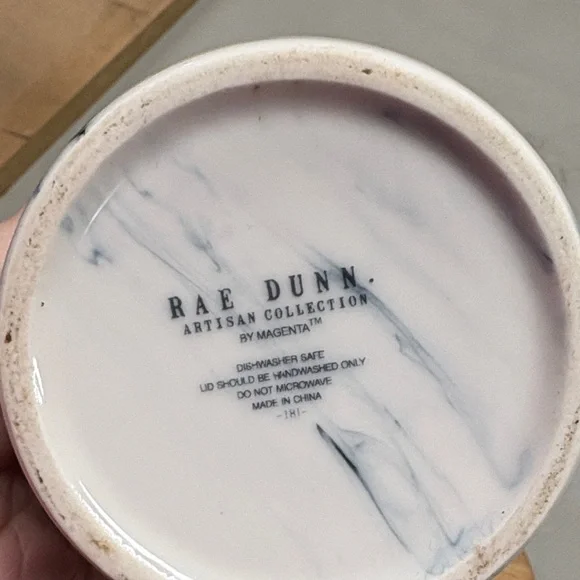 RAE DUNN.
ARTISAN COLLECTION
BY MAGENTA™
DISHWASHER SAFE
LID SHOULD BE HANDWASHED ONLY
DO NOT MICROWAVE
MADE IN CHINA
-181-